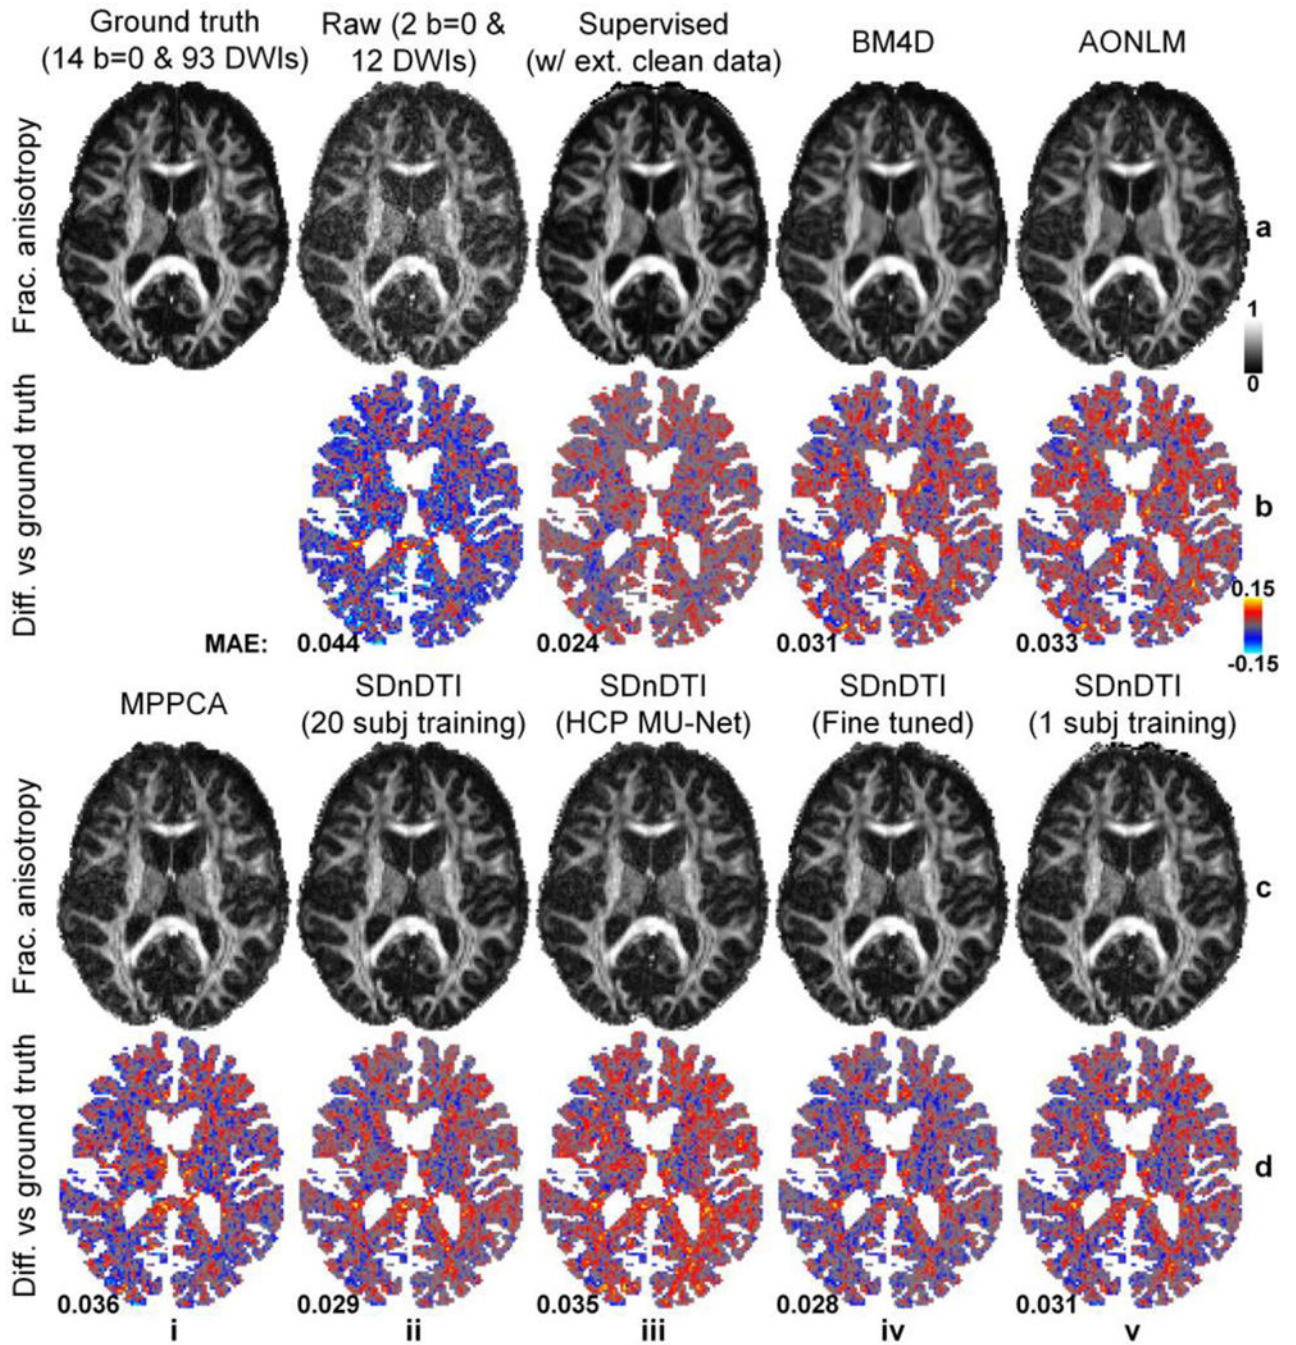 Ground truth
(14 b=0 & 93 DWIs)
Raw (2 b=0 &
12 DWIs)
Supervised
(w/ ext. clean data)
BM4D
AONLM
Frac. anisotropy
a
1
0
Diff. vs ground truth
b
0.15
-0.15
MAE:
0.044
0.024
0.031
0.033
MPPCA
SDnDTI
(20 subj training)
SDnDTI
(HCP MU-Net)
SDnDTI
(Fine tuned)
SDnDTI
(1 subj training)
Frac. anisotropy
c
Diff. vs ground truth
d
0.036
0.029
0.035
0.028
0.031
i
ii
iii
iv
v